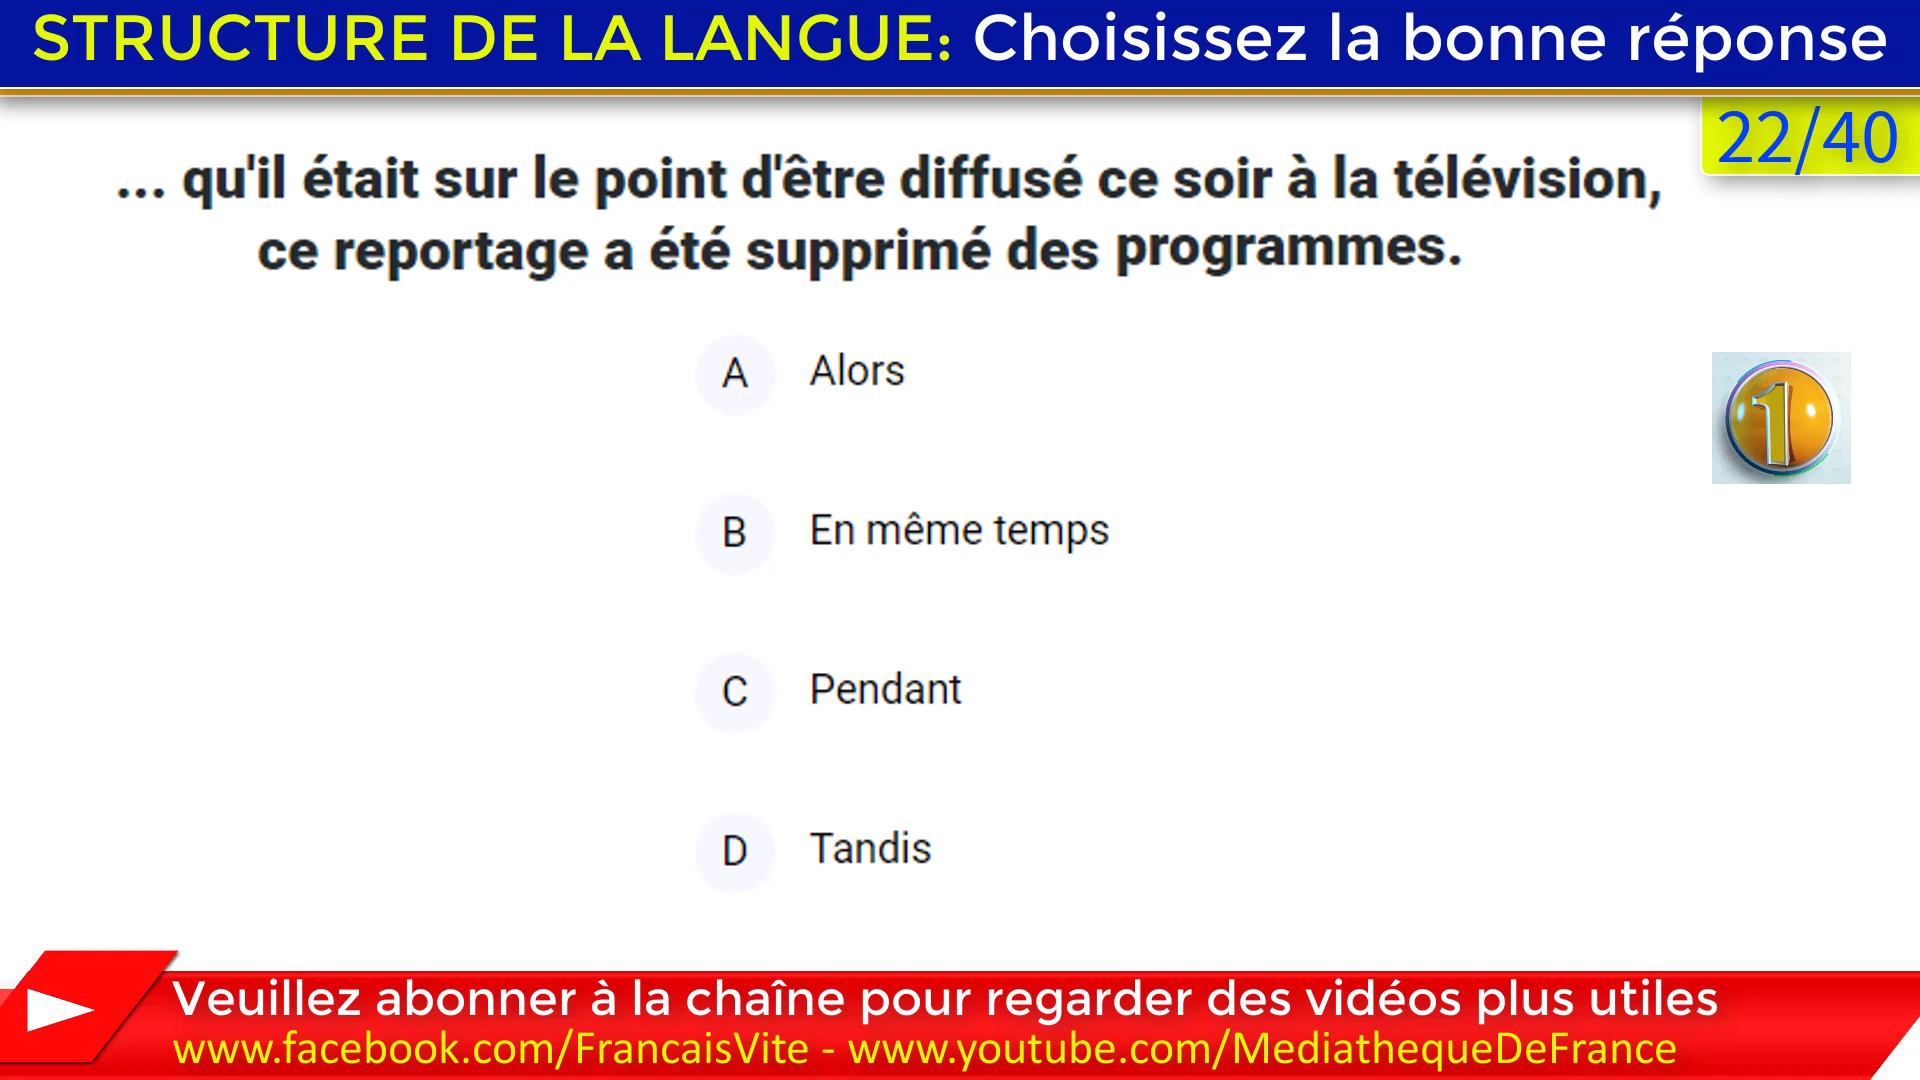 STRUCTURE DE LA LANGUE: Choisissez la bonne réponse
22/40
... qu'il était sur le point d'être diffusé ce soir à la télévision,
ce reportage a été supprimé des programmes.
A Alors
1
B En même temps
C Pendant
D Tandis
Veuillez abonner à la chaîne pour regarder des vidéos plus utiles
www.facebook.com/FrancaisVite - www.youtube.com/MediathequeDeFrance